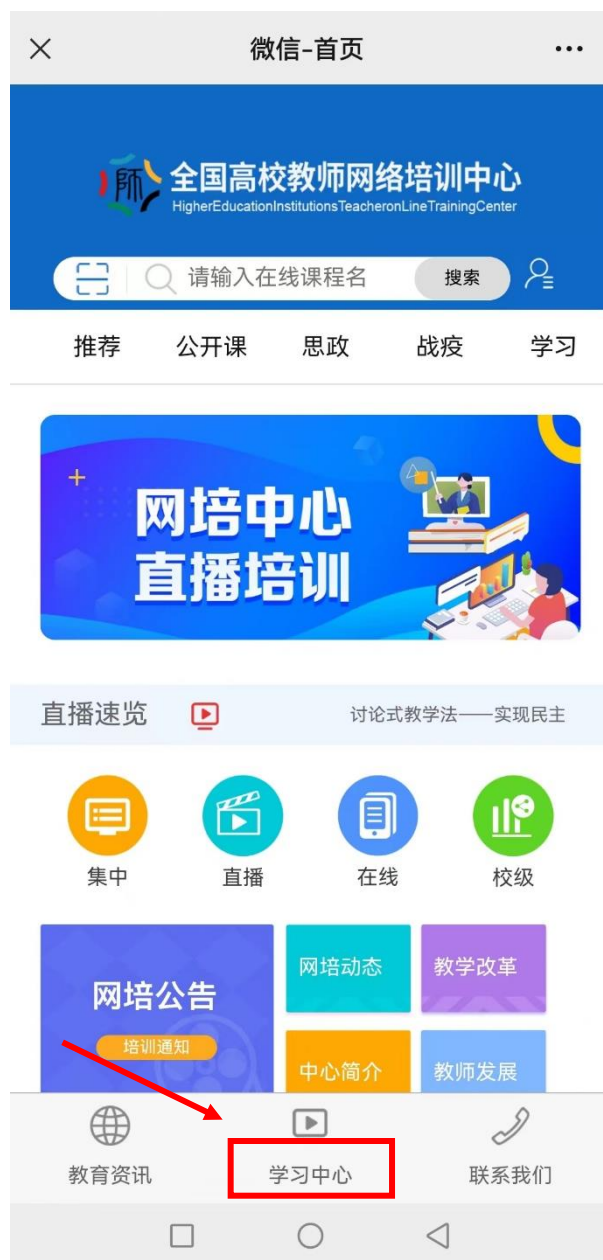 微信-首页
師
全国高校教师网络培训中心
HigherEducationInstitutionsTeacheronLineTrainingCenter
请输入在线课程名
搜索
推荐 公开课 思政 战疫 学习
网培中心
直播培训
直播速览
讨论式教学法——实现民主
集中 直播 在线 校级
网培公告
培训通知
网培动态
教学改革
中心简介
教师发展
教育资讯 学习中心 联系我们